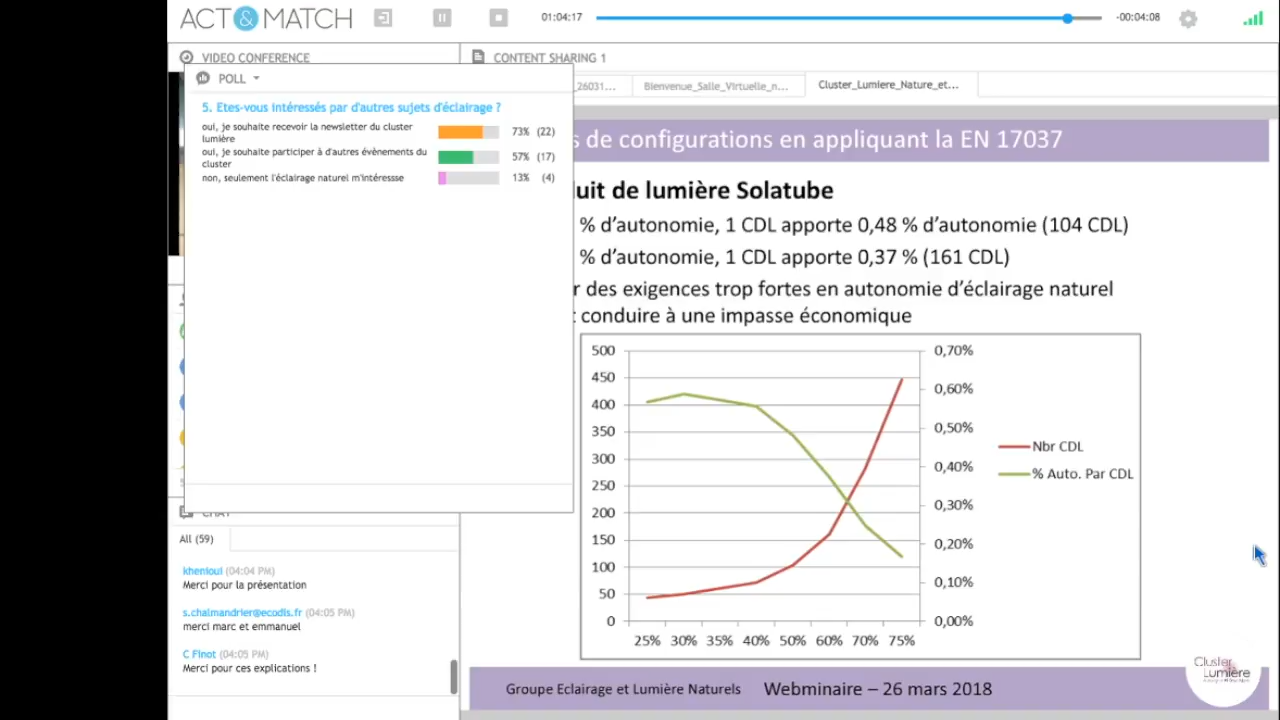 ACT & MATCH
01:04:17
-00:04:08
VIDEO CONFERENCE
CONTENT SHARING 1
POLL
5. Etes-vous intéressés par d'autres sujets d'éclairage ?
oui, je souhaite recevoir la newsletter du cluster
lumière
73% (22)
oui, je souhaite participer à d'autres évènements du
cluster
57% (17)
non, seulement l'éclairage naturel m'intéressse
13% (4)
_26031...
Bienvenue_Salle_Virtuelle_n...
Cluster_Lumiere_Nature_et...
s de configurations en appliquant la EN 17037
uit de lumière Solatube
% d'autonomie, 1 CDL apporte 0,48 % d'autonomie (104 CDL)
% d'autonomie, 1 CDL apporte 0,37 % (161 CDL)
r des exigences trop fortes en autonomie d'éclairage naturel
conduire à une impasse économique
500
450
400
350
300
250
200
150
100
50
0
0,70%
0,60%
0,50%
0,40%
0,30%
0,20%
0,10%
0,00%
25% 30% 35% 40% 50% 60% 70% 75%
Nbr CDL
% Auto. Par CDL
CHAT
All (59)
khenioui (04:04 PM)
Merci pour la présentation
s.chalmandrier@ecodis.fr (04:05 PM)
merci marc et emmanuel
C Finot (04:05 PM)
Merci pour ces explications !
Groupe Eclairage et Lumière Naturels Webminaire – 26 mars 2018
Cluster
Lumière